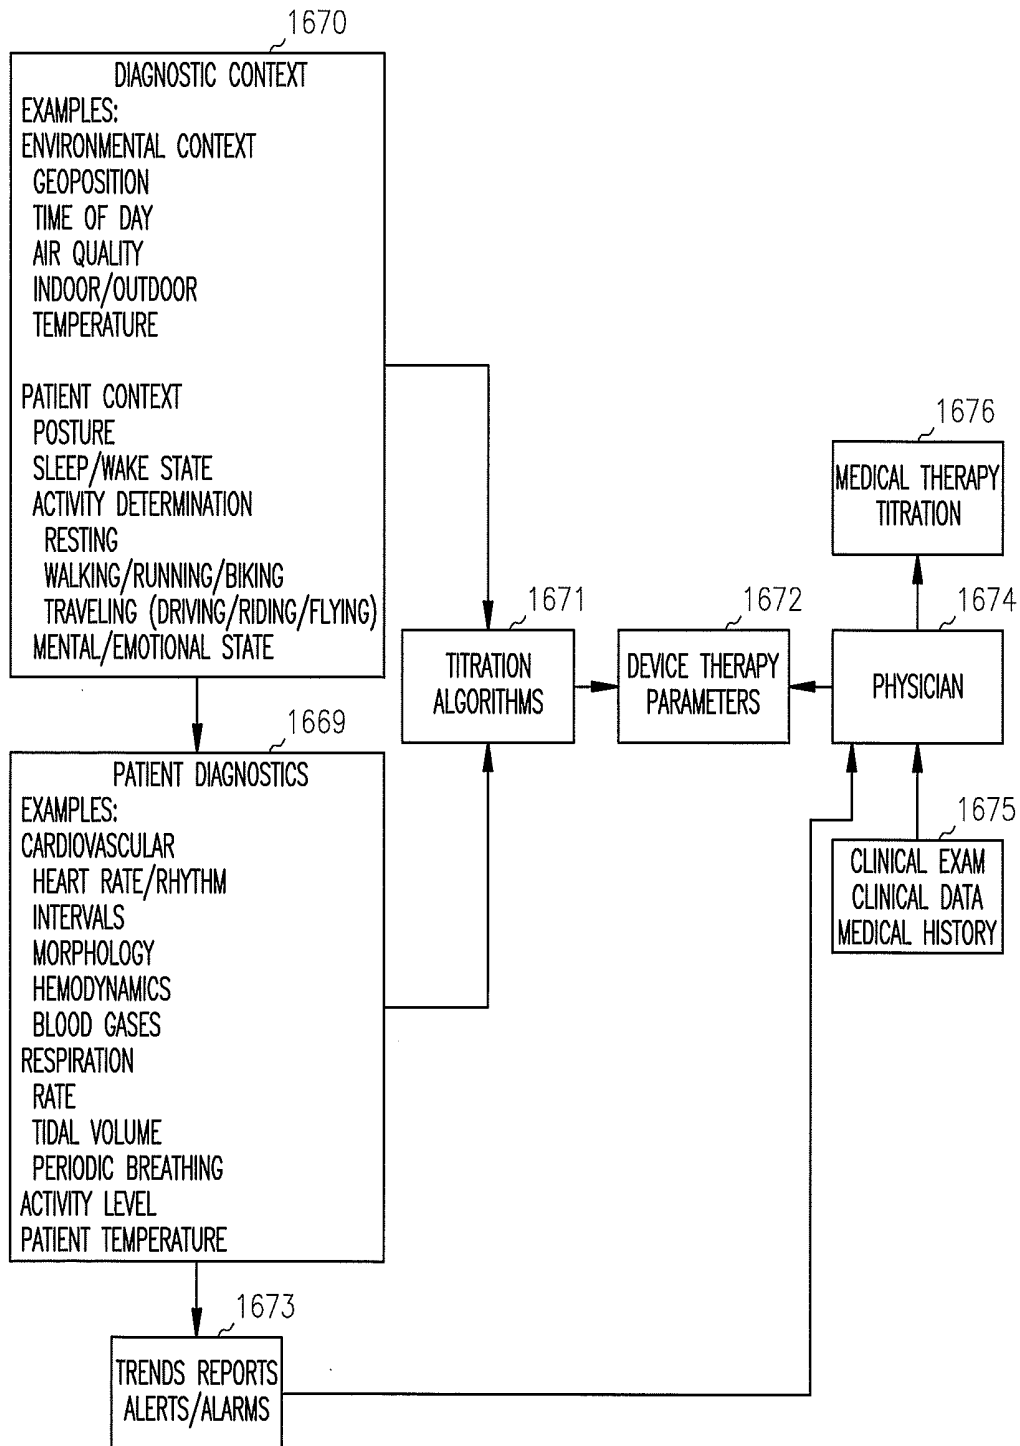 1670
DIAGNOSTIC CONTEXT
EXAMPLES:
ENVIRONMENTAL CONTEXT
GEOPOSITION
TIME OF DAY
AIR QUALITY
INDOOR/OUTDOOR
TEMPERATURE
PATIENT CONTEXT
POSTURE
SLEEP/WAKE STATE
ACTIVITY DETERMINATION
RESTING
WALKING/RUNNING/BIKING
TRAVELING (DRIVING/RIDING/FLYING)
MENTAL/EMOTIONAL STATE
1669
PATIENT DIAGNOSTICS
EXAMPLES:
CARDIOVASCULAR
HEART RATE/RHYTHM
INTERVALS
MORPHOLOGY
HEMODYNAMICS
BLOOD GASES
RESPIRATION
RATE
TIDAL VOLUME
PERIODIC BREATHING
ACTIVITY LEVEL
PATIENT TEMPERATURE
1673
TRENDS REPORTS
ALERTS/ALARMS
1671
TITRATION
ALGORITHMS
1672
DEVICE THERAPY
PARAMETERS
1676
MEDICAL THERAPY
TITRATION
1674
PHYSICIAN
1675
CLINICAL EXAM
CLINICAL DATA
MEDICAL HISTORY